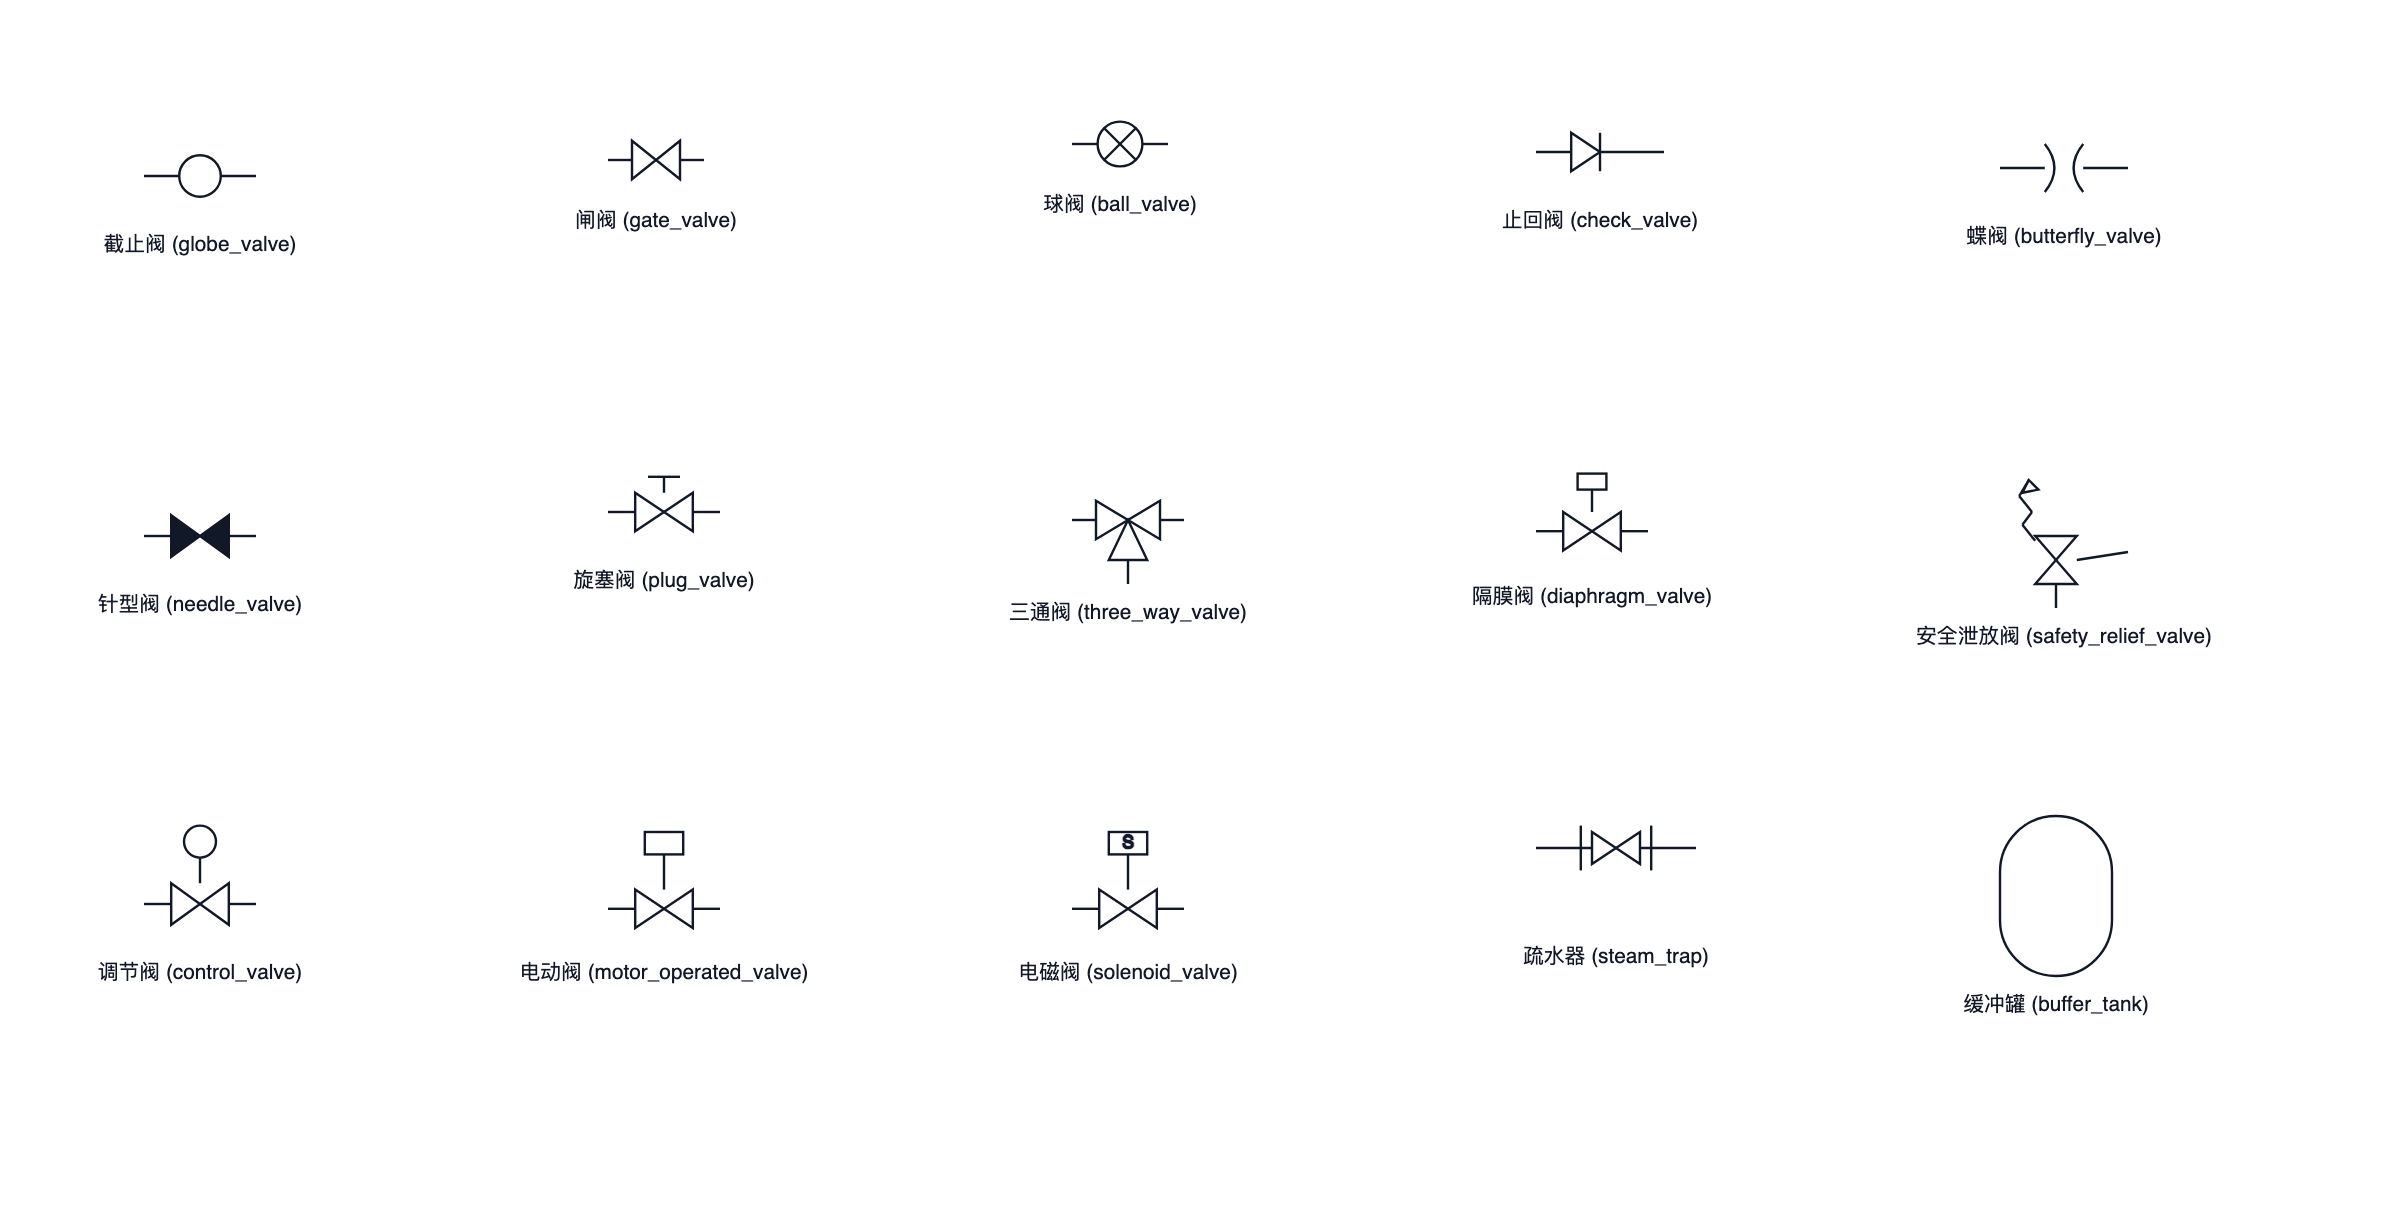 截止阀 (globe_valve)
闸阀 (gate_valve)
球阀 (ball_valve)
止回阀 (check_valve)
蝶阀 (butterfly_valve)
针型阀 (needle_valve)
旋塞阀 (plug_valve)
三通阀 (three_way_valve)
隔膜阀 (diaphragm_valve)
安全泄放阀 (safety_relief_valve)
S
调节阀 (control_valve)
电动阀 (motor_operated_valve)
电磁阀 (solenoid_valve)
疏水器 (steam_trap)
缓冲罐 (buffer_tank)